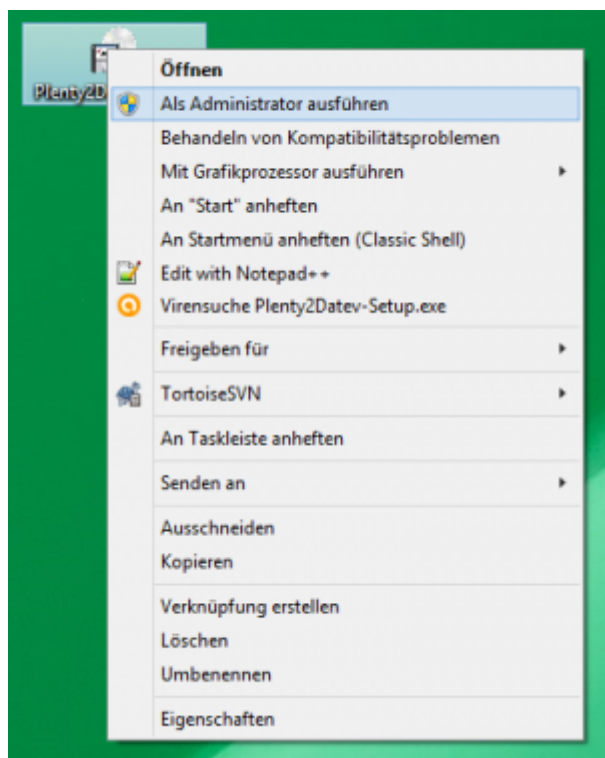 Plenty2D
Öffnen
Als Administrator ausführen
Behandeln von Kompatibilitätsproblemen
Mit Grafikprozessor ausführen
An "Start" anheften
An Startmenü anheften (Classic Shell)
Edit with Notepad++
Virensuche Plenty2Datev-Setup.exe
Freigeben für
TortoiseSVN
An Taskleiste anheften
Senden an
Ausschneiden
Kopieren
Verknüpfung erstellen
Löschen
Umbenennen
Eigenschaften